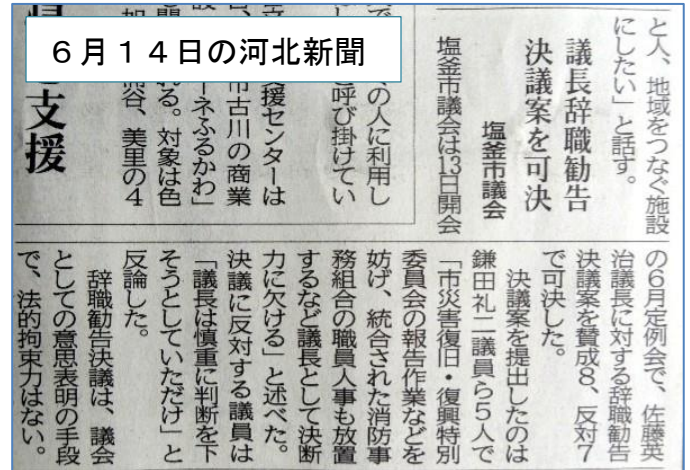 6月14日の河北新聞
と人、地域をつなぐ施設
にしたい」と話す。
議長辞職勧告
決議案を可決
塩釜市議会
塩釜市議会は13日開会
の6月定例会で、佐藤英
治議長に対する辞職勧告
決議案を賛成8、反対7
で可決した。
決議案を提出したのは
鎌田礼二議員ら5人で
「市災害復旧・復興特別
委員会の報告作業などを
妨げ、統合された消防事
務組合の職員人事も放置
するなど議長として決断
力に欠ける」と述べた。
決議に反対する議員は
「議長は慎重に判断を下
そうとしていただけ」と
反論した。
辞職勧告決議は、議会
としての意思表明の手段
で、法的拘束力はない。
の人に利用し
と呼び掛けてい
支援センターは
市古川の商業
ーネふるかわ」
れる。対象は色
涌谷、美里の4
支援